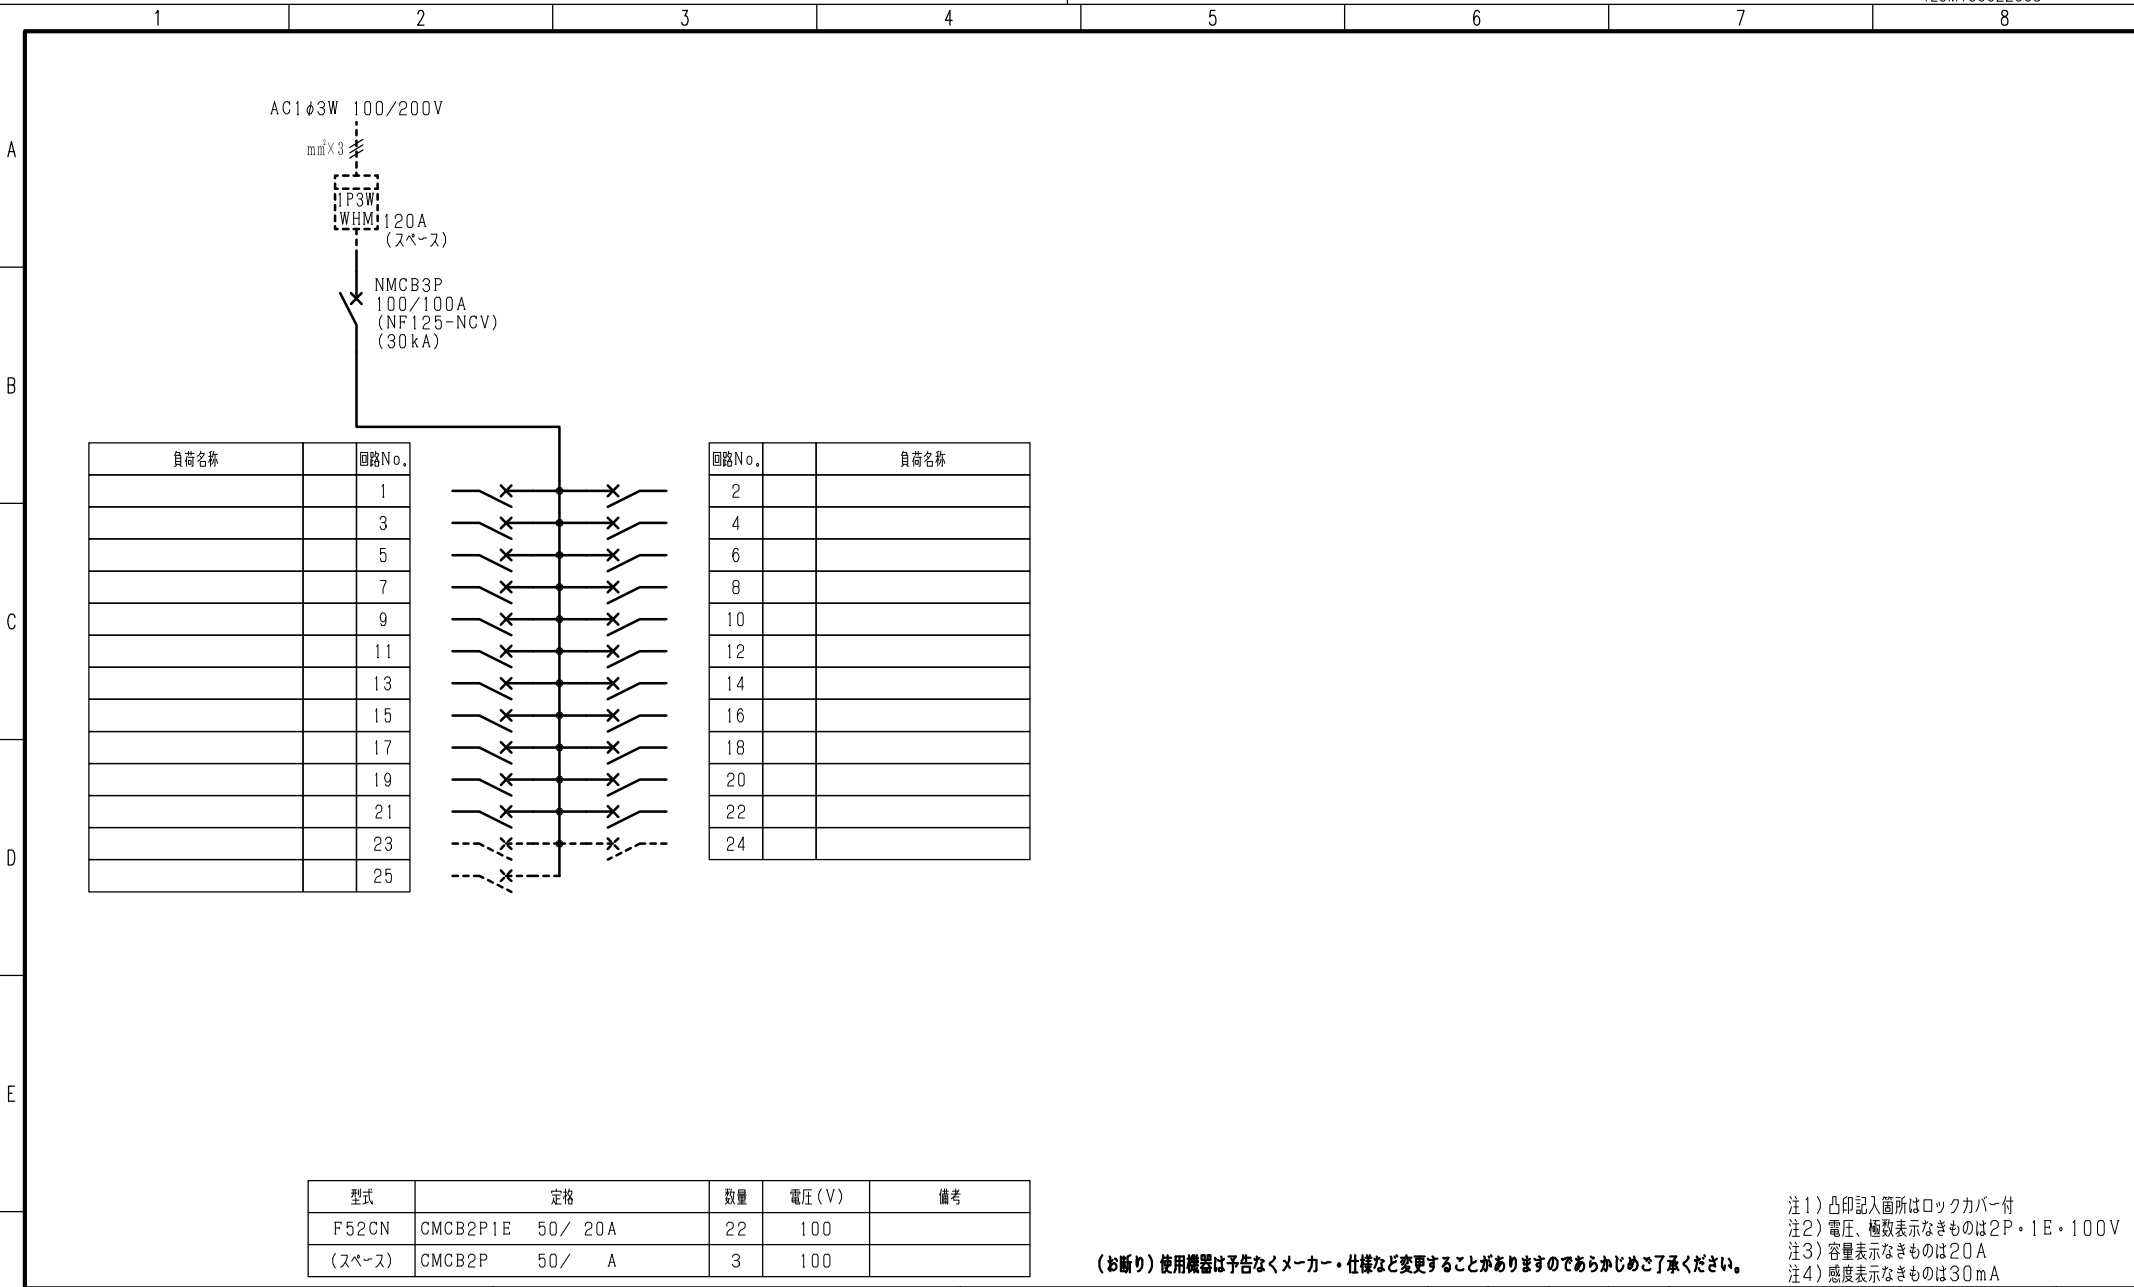 1 2 3 4 5 6 7 8
A
B
C
D
E
AC1φ3W 100/200V
mm²×3
1P3W
WHM
120A
(スペース)
NMCB3P
100/100A
(NF125-NCV)
(30kA)
負荷名称 回路No.
1
3
5
7
9
11
13
15
17
19
21
23
25
回路No. 負荷名称
2
4
6
8
10
12
14
16
18
20
22
24
型式 定格 数量 電圧(V) 備考
F52CN CMCB2P1E 50/ 20A 22 100
(スペース) CMCB2P 50/ A 3 100
(お断り)使用機器は予告なくメーカー・仕様など変更することがありますのであらかじめご了承ください。
注1)凸印記入箇所はロックカバー付
注2)電圧、極数表示なきものは2P・1E・100V
注3)容量表示なきものは20A
注4)感度表示なきものは30mA